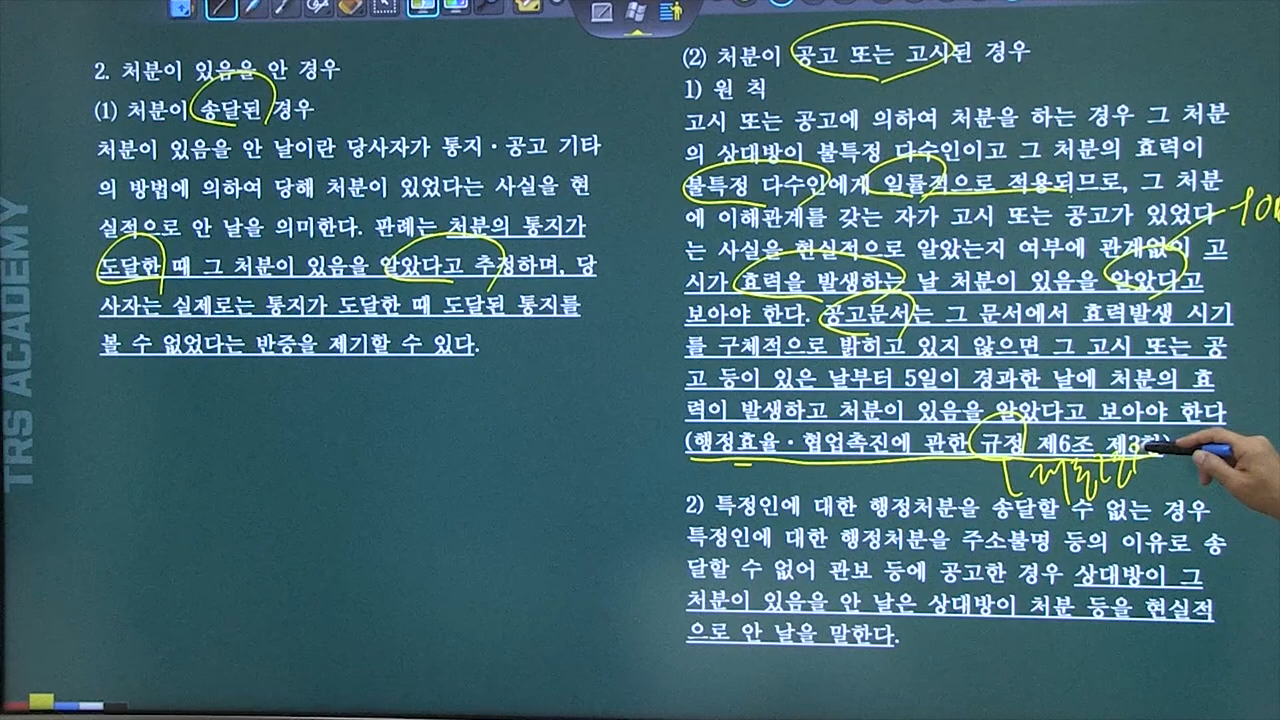 2. 처분이 있음을 안 경우
(1) 처분이 송달된 경우
처분이 있음을 안 날이란 당사자가 통지·공고 기타
의 방법에 의하여 당해 처분이 있었다는 사실을 현
실적으로 안 날을 의미한다. 판례는 처분의 통지가
도달한 때 그 처분이 있음을 알았다고 추정하며, 당
사자는 실제로는 통지가 도달한 때 도달된 통지를
볼 수 없었다는 반증을 제기할 수 있다.
(2) 처분이 공고 또는 고시된 경우
1) 원 칙
고시 또는 공고에 의하여 처분을 하는 경우 그 처분
의 상대방이 불특정 다수인이고 그 처분의 효력이
불특정 다수인에게 일률적으로 적용되므로, 그 처분
에 이해관계를 갖는 자가 고시 또는 공고가 있었다
는 사실을 현실적으로 알았는지 여부에 관계없이 고
시가 효력을 발생하는 날 처분이 있음을 알았다고
보아야 한다. 공고문서는 그 문서에서 효력발생 시기
를 구체적으로 밝히고 있지 않으면 그 고시 또는 공
고 등이 있은 날부터 5일이 경과한 날에 처분의 효
력이 발생하고 처분이 있음을 알았다고 보아야 한다
(행정효율·협업촉진에 관한 규정 제6조 제3항)
2) 특정인에 대한 행정처분을 송달할 수 없는 경우
특정인에 대한 행정처분을 주소불명 등의 이유로 송
달할 수 없어 관보 등에 공고한 경우 상대방이 그
처분이 있음을 안 날은 상대방이 처분 등을 현실적
으로 안 날을 말한다.
TRS ACADEMY